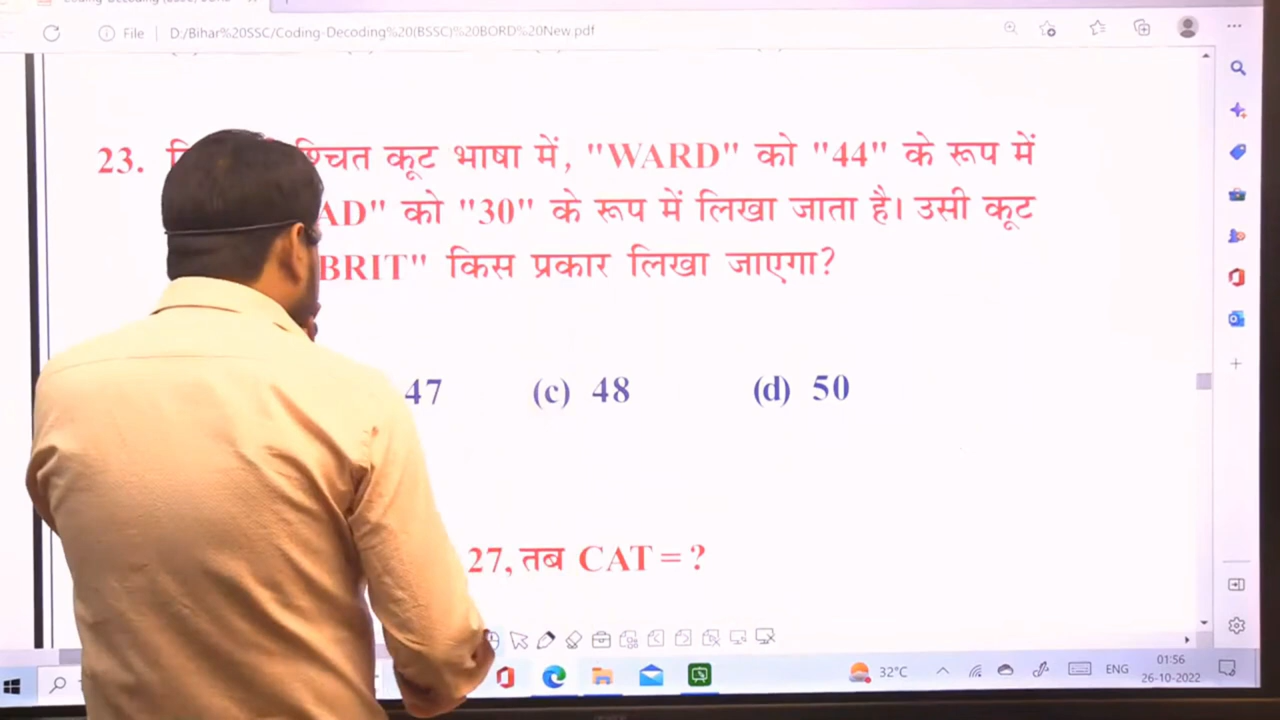 File
D:/Bihar%20SSC/Coding-Decoding%20(BSSC)%20BORD%20New.pdf
23. कूट भाषा में, "WARD" को "44" के रूप में
AD" को "30" के रूप में लिखा जाता है। उसी कूट
BRIT" किस प्रकार लिखा जाएगा?
47 (c) 48 (d) 50
27, तब CAT = ?
32°C ENG 01:56
26-10-2022